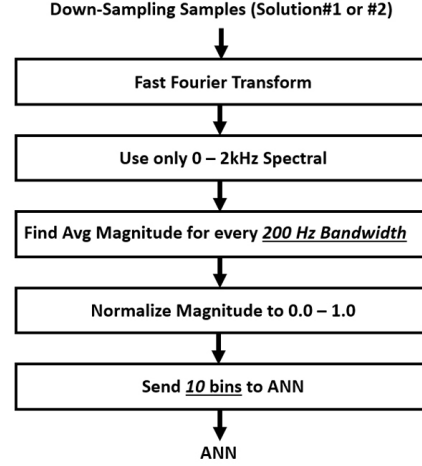 Down-Sampling Samples (Solution#1 or #2)
Fast Fourier Transform
Use only 0 – 2kHz Spectral
Find Avg Magnitude for every 200 Hz Bandwidth
Normalize Magnitude to 0.0 – 1.0
Send 10 bins to ANN
ANN